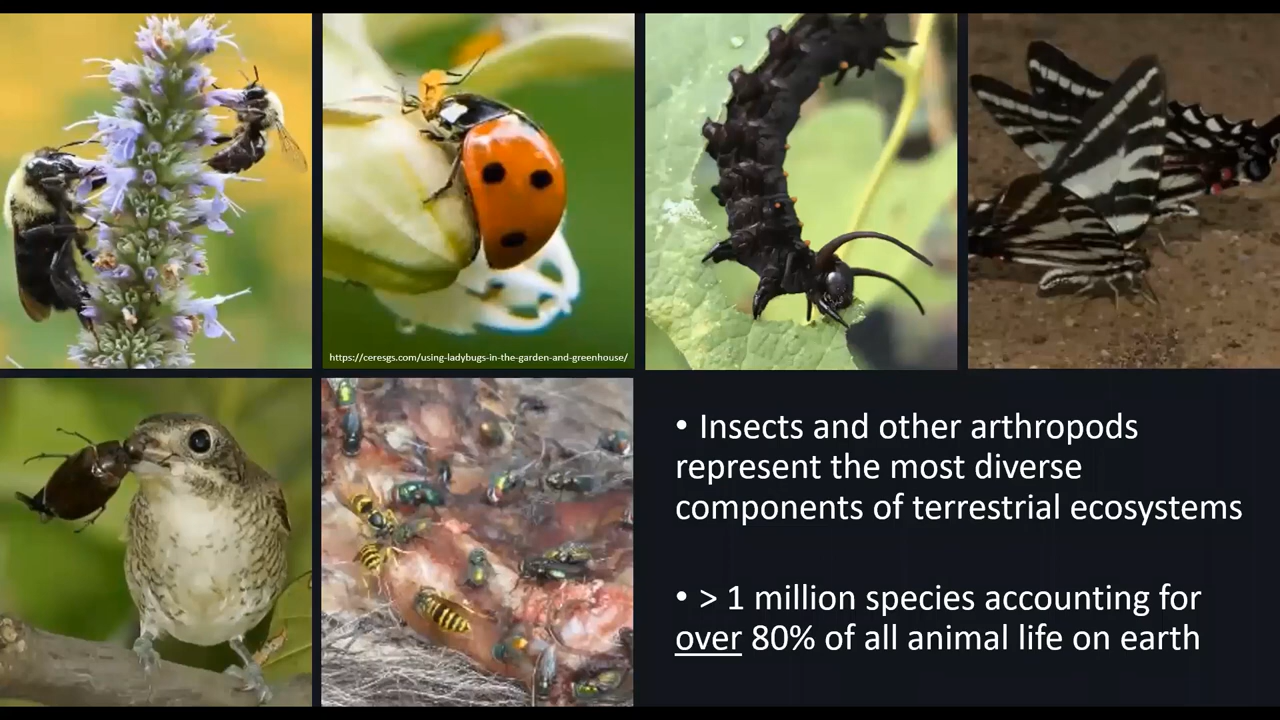 https://ceresgs.com/using-ladybugs-in-the-garden-and-greenhouse/
• Insects and other arthropods
represent the most diverse
components of terrestrial ecosystems
• > 1 million species accounting for
over 80% of all animal life on earth